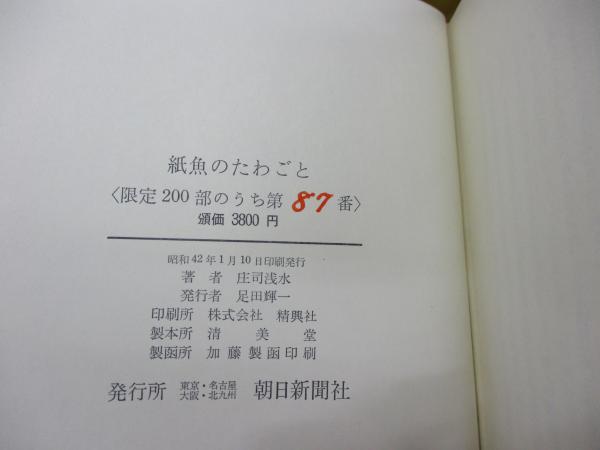 紙魚のたわごと
〈限定200部のうち第87番〉
頒価 3800 円
昭和42年1月10日印刷発行
著者 庄司浅水
発行者 足田輝一
印刷所 株式会社 精興社
製本所 清美堂
製函所 加藤製函印刷
発行所 東京・名古屋 大阪・北九州 朝日新聞社